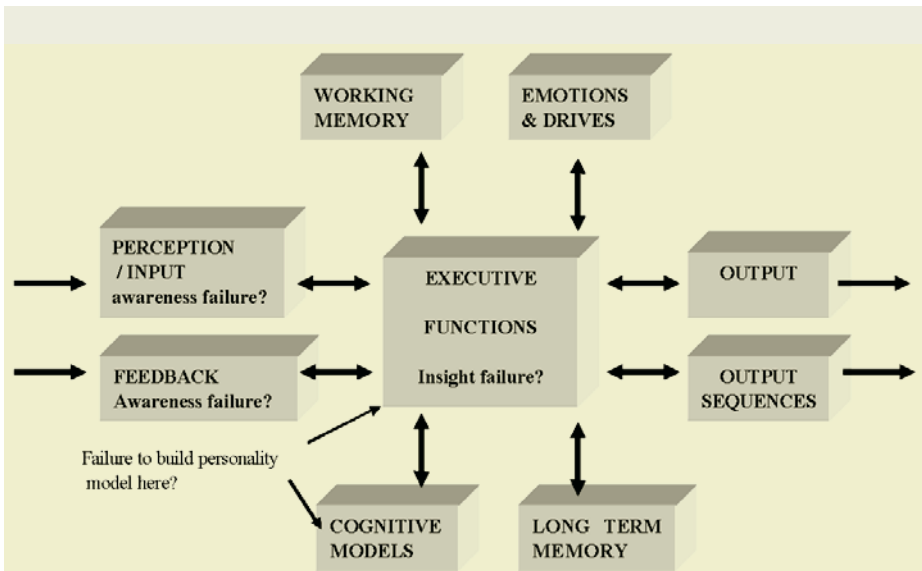 WORKING
MEMORY
EMOTIONS
& DRIVES
PERCEPTION
/ INPUT
awareness failure?
EXECUTIVE
FUNCTIONS
Insight failure?
OUTPUT
FEEDBACK
Awareness failure?
OUTPUT
SEQUENCES
Failure to build personality
model here?
COGNITIVE
MODELS
LONG TERM
MEMORY